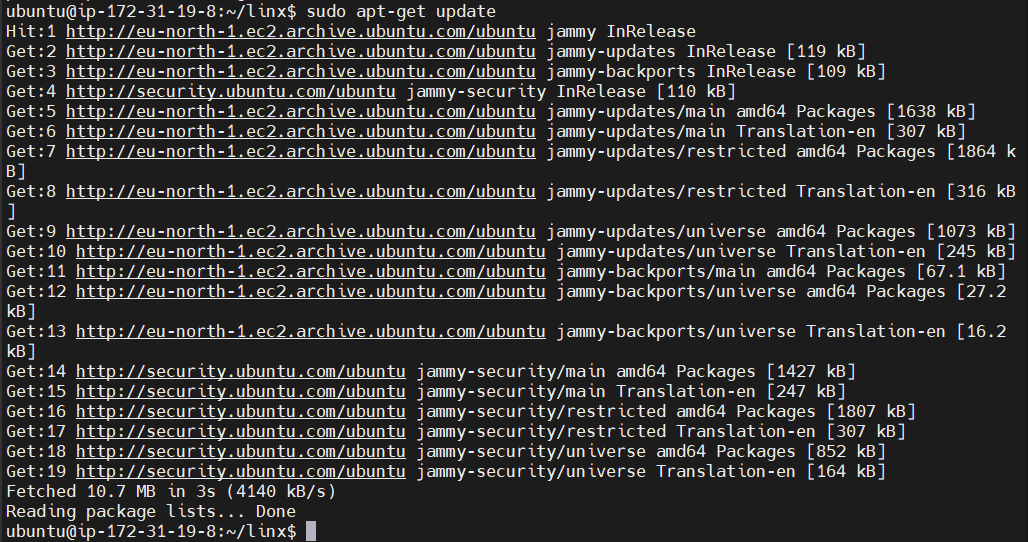 ubuntu@ip-172-31-19-8:~/linx$ sudo apt-get update
Hit:1 http://eu-north-1.ec2.archive.ubuntu.com/ubuntu jammy InRelease
Get:2 http://eu-north-1.ec2.archive.ubuntu.com/ubuntu jammy-updates InRelease [119 kB]
Get:3 http://eu-north-1.ec2.archive.ubuntu.com/ubuntu jammy-backports InRelease [109 kB]
Get:4 http://security.ubuntu.com/ubuntu jammy-security InRelease [110 kB]
Get:5 http://eu-north-1.ec2.archive.ubuntu.com/ubuntu jammy-updates/main amd64 Packages [1638 kB]
Get:6 http://eu-north-1.ec2.archive.ubuntu.com/ubuntu jammy-updates/main Translation-en [307 kB]
Get:7 http://eu-north-1.ec2.archive.ubuntu.com/ubuntu jammy-updates/restricted amd64 Packages [1864 k
B]
Get:8 http://eu-north-1.ec2.archive.ubuntu.com/ubuntu jammy-updates/restricted Translation-en [316 kB
]
Get:9 http://eu-north-1.ec2.archive.ubuntu.com/ubuntu jammy-updates/universe amd64 Packages [1073 kB]
Get:10 http://eu-north-1.ec2.archive.ubuntu.com/ubuntu jammy-updates/universe Translation-en [245 kB]
Get:11 http://eu-north-1.ec2.archive.ubuntu.com/ubuntu jammy-backports/main amd64 Packages [67.1 kB]
Get:12 http://eu-north-1.ec2.archive.ubuntu.com/ubuntu jammy-backports/universe amd64 Packages [27.2
kB]
Get:13 http://eu-north-1.ec2.archive.ubuntu.com/ubuntu jammy-backports/universe Translation-en [16.2
kB]
Get:14 http://security.ubuntu.com/ubuntu jammy-security/main amd64 Packages [1427 kB]
Get:15 http://security.ubuntu.com/ubuntu jammy-security/main Translation-en [247 kB]
Get:16 http://security.ubuntu.com/ubuntu jammy-security/restricted amd64 Packages [1807 kB]
Get:17 http://security.ubuntu.com/ubuntu jammy-security/restricted Translation-en [307 kB]
Get:18 http://security.ubuntu.com/ubuntu jammy-security/universe amd64 Packages [852 kB]
Get:19 http://security.ubuntu.com/ubuntu jammy-security/universe Translation-en [164 kB]
Fetched 10.7 MB in 3s (4140 kB/s)
Reading package lists... Done
ubuntu@ip-172-31-19-8:~/linx$